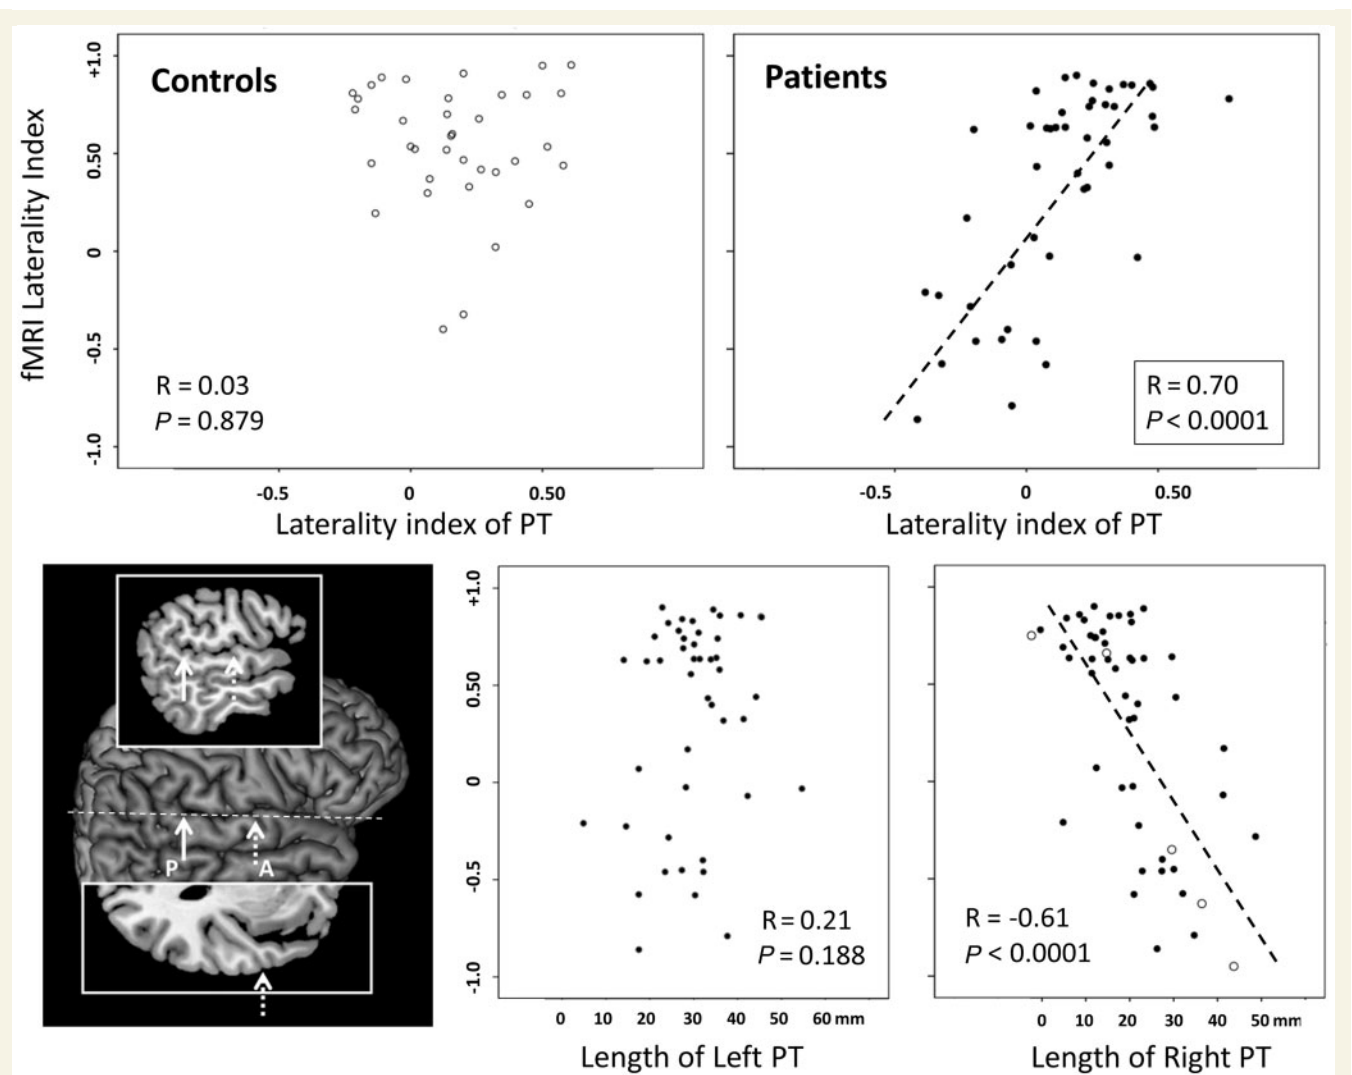 fMRI Laterality Index
+1.0
0.50
0
-0.5
-1.0
Controls
R = 0.03
P = 0.879
-0.5 0 0.50
Laterality index of PT
Patients
R = 0.70
P < 0.0001
-0.5 0 0.50
Laterality index of PT
P A
+1.0
0.50
0
-0.5
-1.0
R = 0.21
P = 0.188
0 10 20 30 40 50 60 mm
Length of Left PT
R = -0.61
P < 0.0001
0 10 20 30 40 50 mm
Length of Right PT